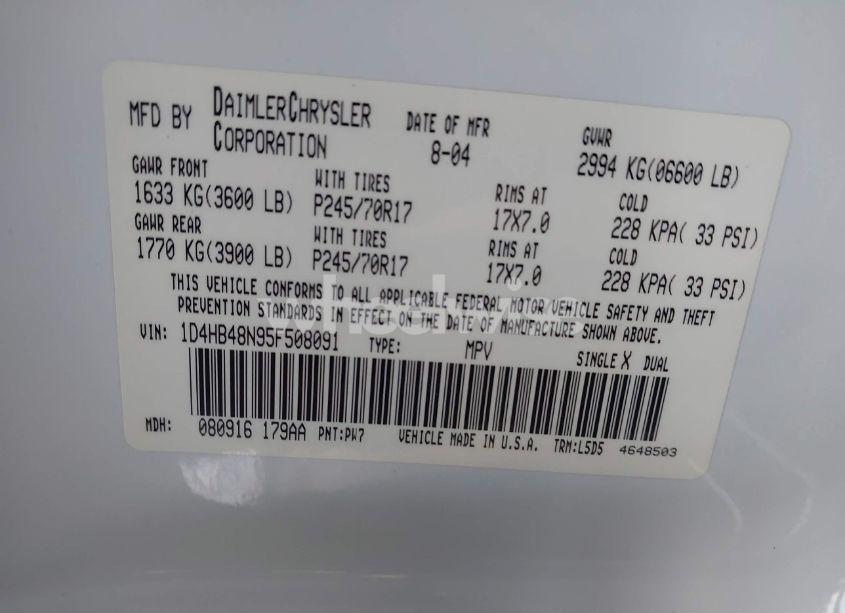 MFD BY DAIMLERCHRYSLER CORPORATION DATE OF MFR 8-04 GVWR 2994 KG(06600 LB)
GAWR FRONT WITH TIRES RIMS AT COLD
1633 KG(3600 LB) P245/70R17 17X7.0 228 KPA( 33 PSI)
GAWR REAR WITH TIRES RIMS AT COLD
1770 KG(3900 LB) P245/70R17 17X7.0 228 KPA( 33 PSI)
THIS VEHICLE CONFORMS TO ALL APPLICABLE FEDERAL MOTOR VEHICLE SAFETY AND THEFT
PREVENTION STANDARDS IN EFFECT ON THE DATE OF MANUFACTURE SHOWN ABOVE.
VIN: 1D4HB48N95F508091 TYPE: MPV SINGLE X DUAL
MDH: 080916 179AA PNT:PW7 VEHICLE MADE IN U.S.A. TRM:L5D5 4648503